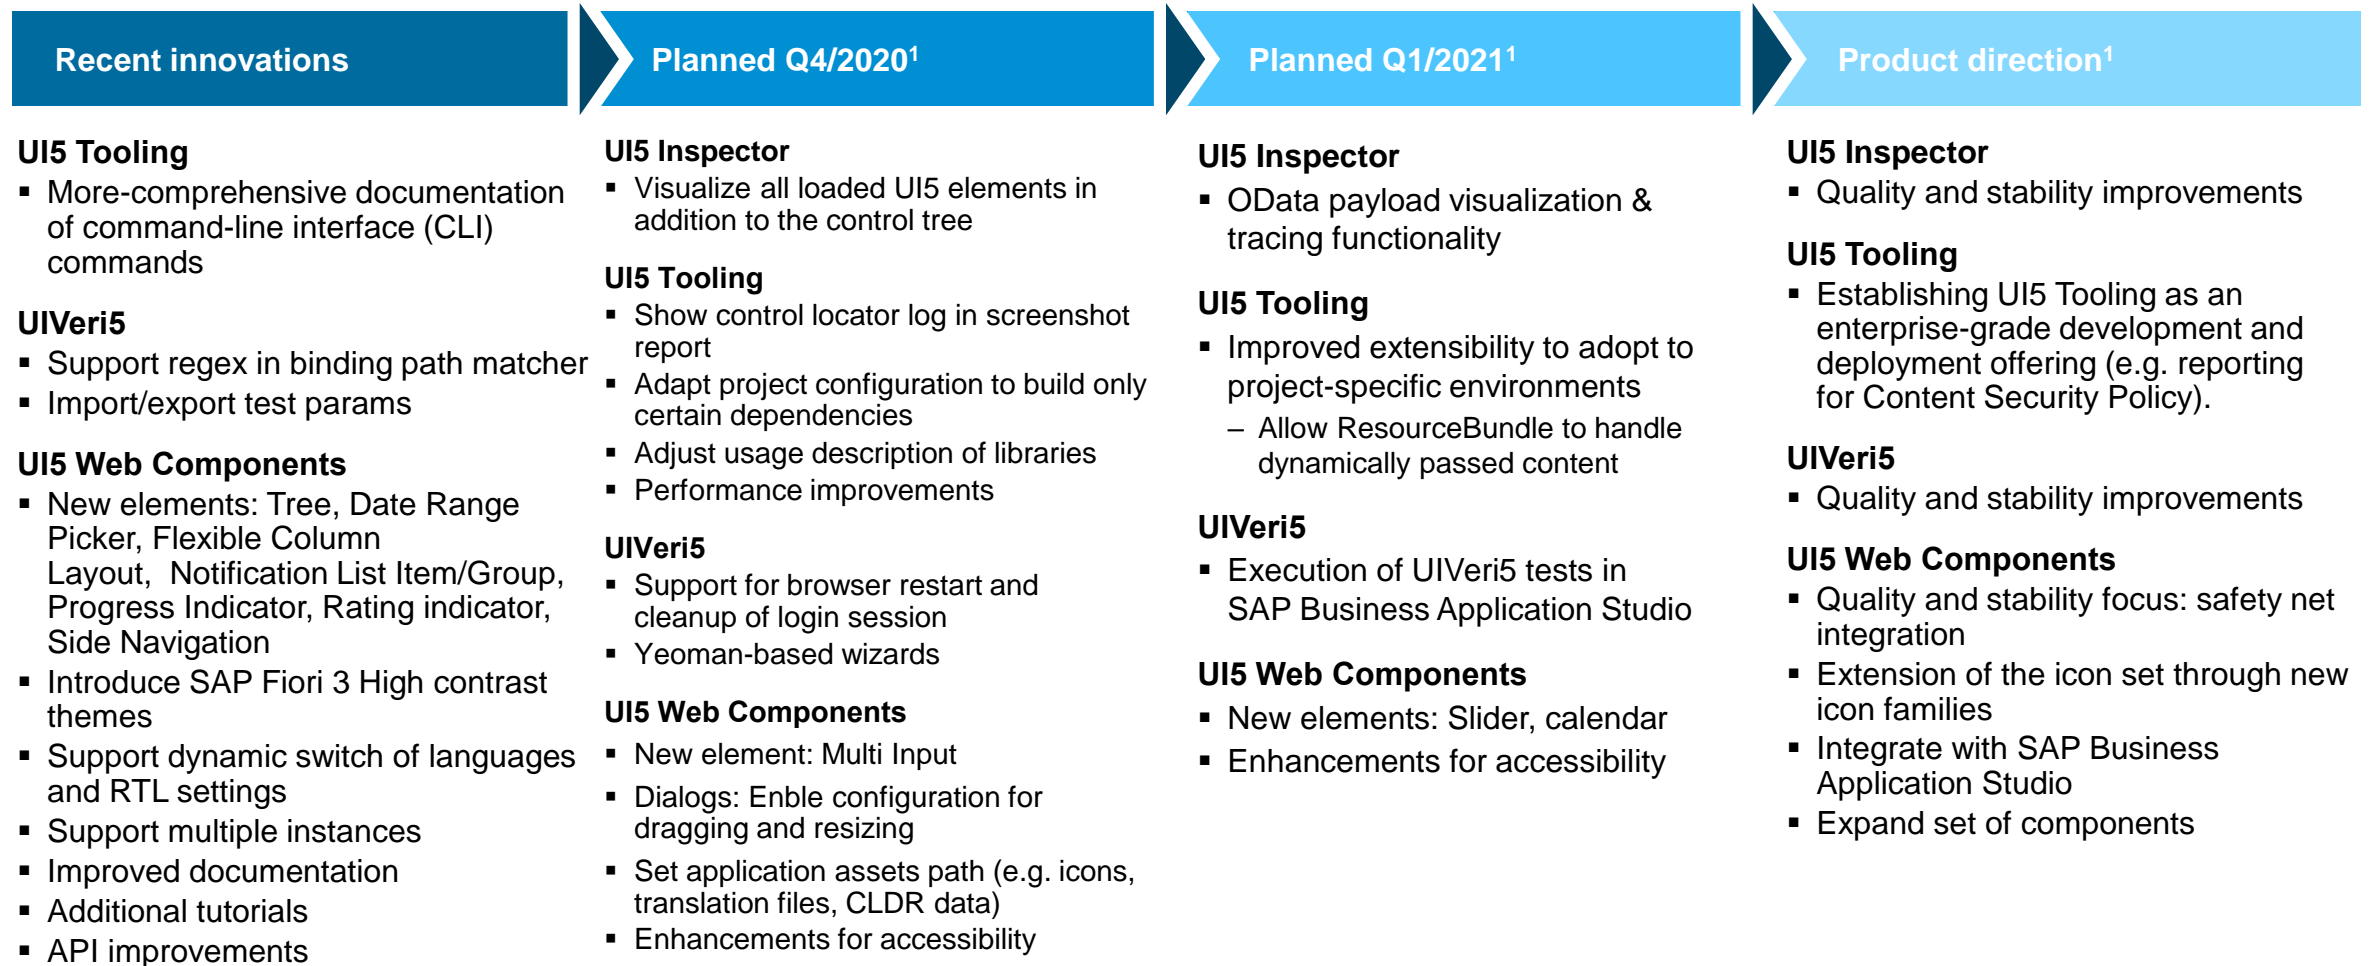 Recent innovations
Planned Q4/2020¹
Planned Q1/2021¹
Product direction¹
UI5 Tooling
▪ More-comprehensive documentation
of command-line interface (CLI)
commands
UIVeri5
▪ Support regex in binding path matcher
▪ Import/export test params
UI5 Web Components
▪ New elements: Tree, Date Range
Picker, Flexible Column
Layout,  Notification List Item/Group,
Progress Indicator, Rating indicator,
Side Navigation
▪ Introduce SAP Fiori 3 High contrast
themes
▪ Support dynamic switch of languages
and RTL settings
▪ Support multiple instances
▪ Improved documentation
▪ Additional tutorials
▪ API improvements
UI5 Inspector
▪ Visualize all loaded UI5 elements in
addition to the control tree
UI5 Tooling
▪ Show control locator log in screenshot
report
▪ Adapt project configuration to build only
certain dependencies
▪ Adjust usage description of libraries
▪ Performance improvements
UIVeri5
▪ Support for browser restart and
cleanup of login session
▪ Yeoman-based wizards
UI5 Web Components
▪ New element: Multi Input
▪ Dialogs: Enble configuration for
dragging and resizing
▪ Set application assets path (e.g. icons,
translation files, CLDR data)
▪ Enhancements for accessibility
UI5 Inspector
▪ OData payload visualization &
tracing functionality
UI5 Tooling
▪ Improved extensibility to adopt to
project-specific environments
– Allow ResourceBundle to handle
dynamically passed content
UIVeri5
▪ Execution of UIVeri5 tests in
SAP Business Application Studio
UI5 Web Components
▪ New elements: Slider, calendar
▪ Enhancements for accessibility
UI5 Inspector
▪ Quality and stability improvements
UI5 Tooling
▪ Establishing UI5 Tooling as an
enterprise-grade development and
deployment offering (e.g. reporting
for Content Security Policy).
UIVeri5
▪ Quality and stability improvements
UI5 Web Components
▪ Quality and stability focus: safety net
integration
▪ Extension of the icon set through new
icon families
▪ Integrate with SAP Business
Application Studio
▪ Expand set of components